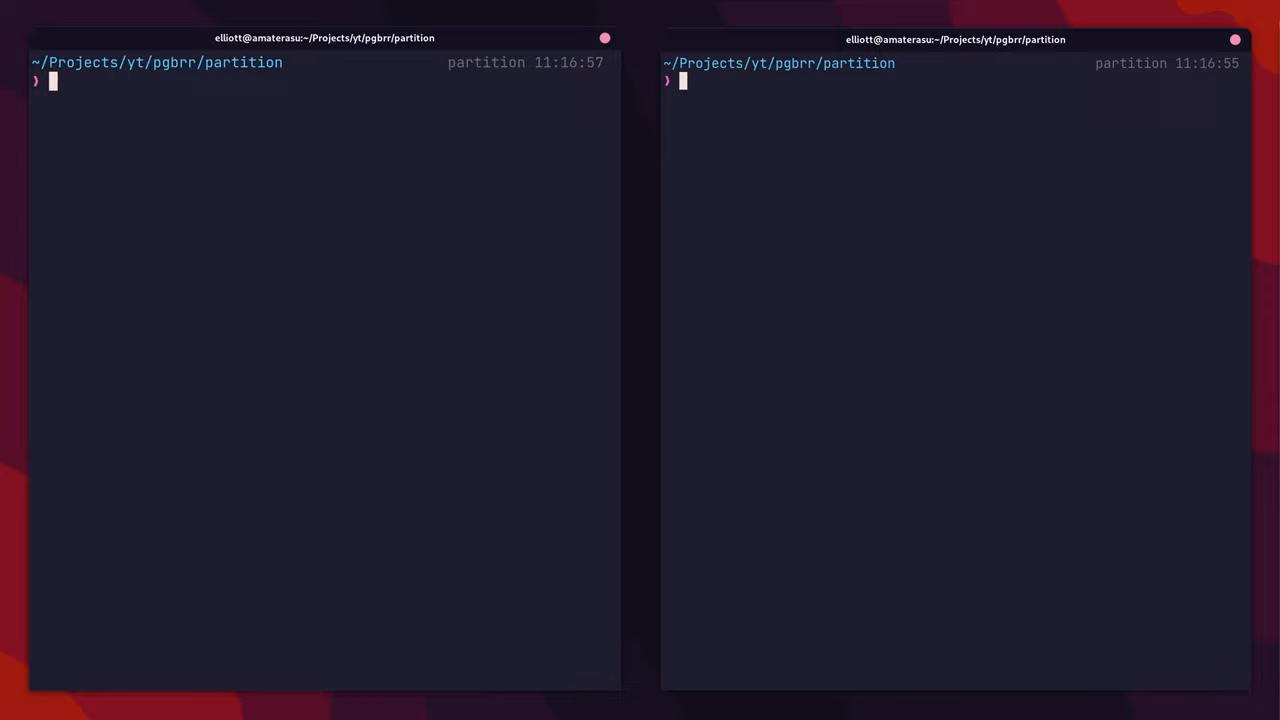 elliott@amaterasu:~/Projects/yt/pgbrr/partition
~/Projects/yt/pgbrr/partition partition 11:16:57
❯
elliott@amaterasu:~/Projects/yt/pgbrr/partition
~/Projects/yt/pgbrr/partition partition 11:16:55
❯